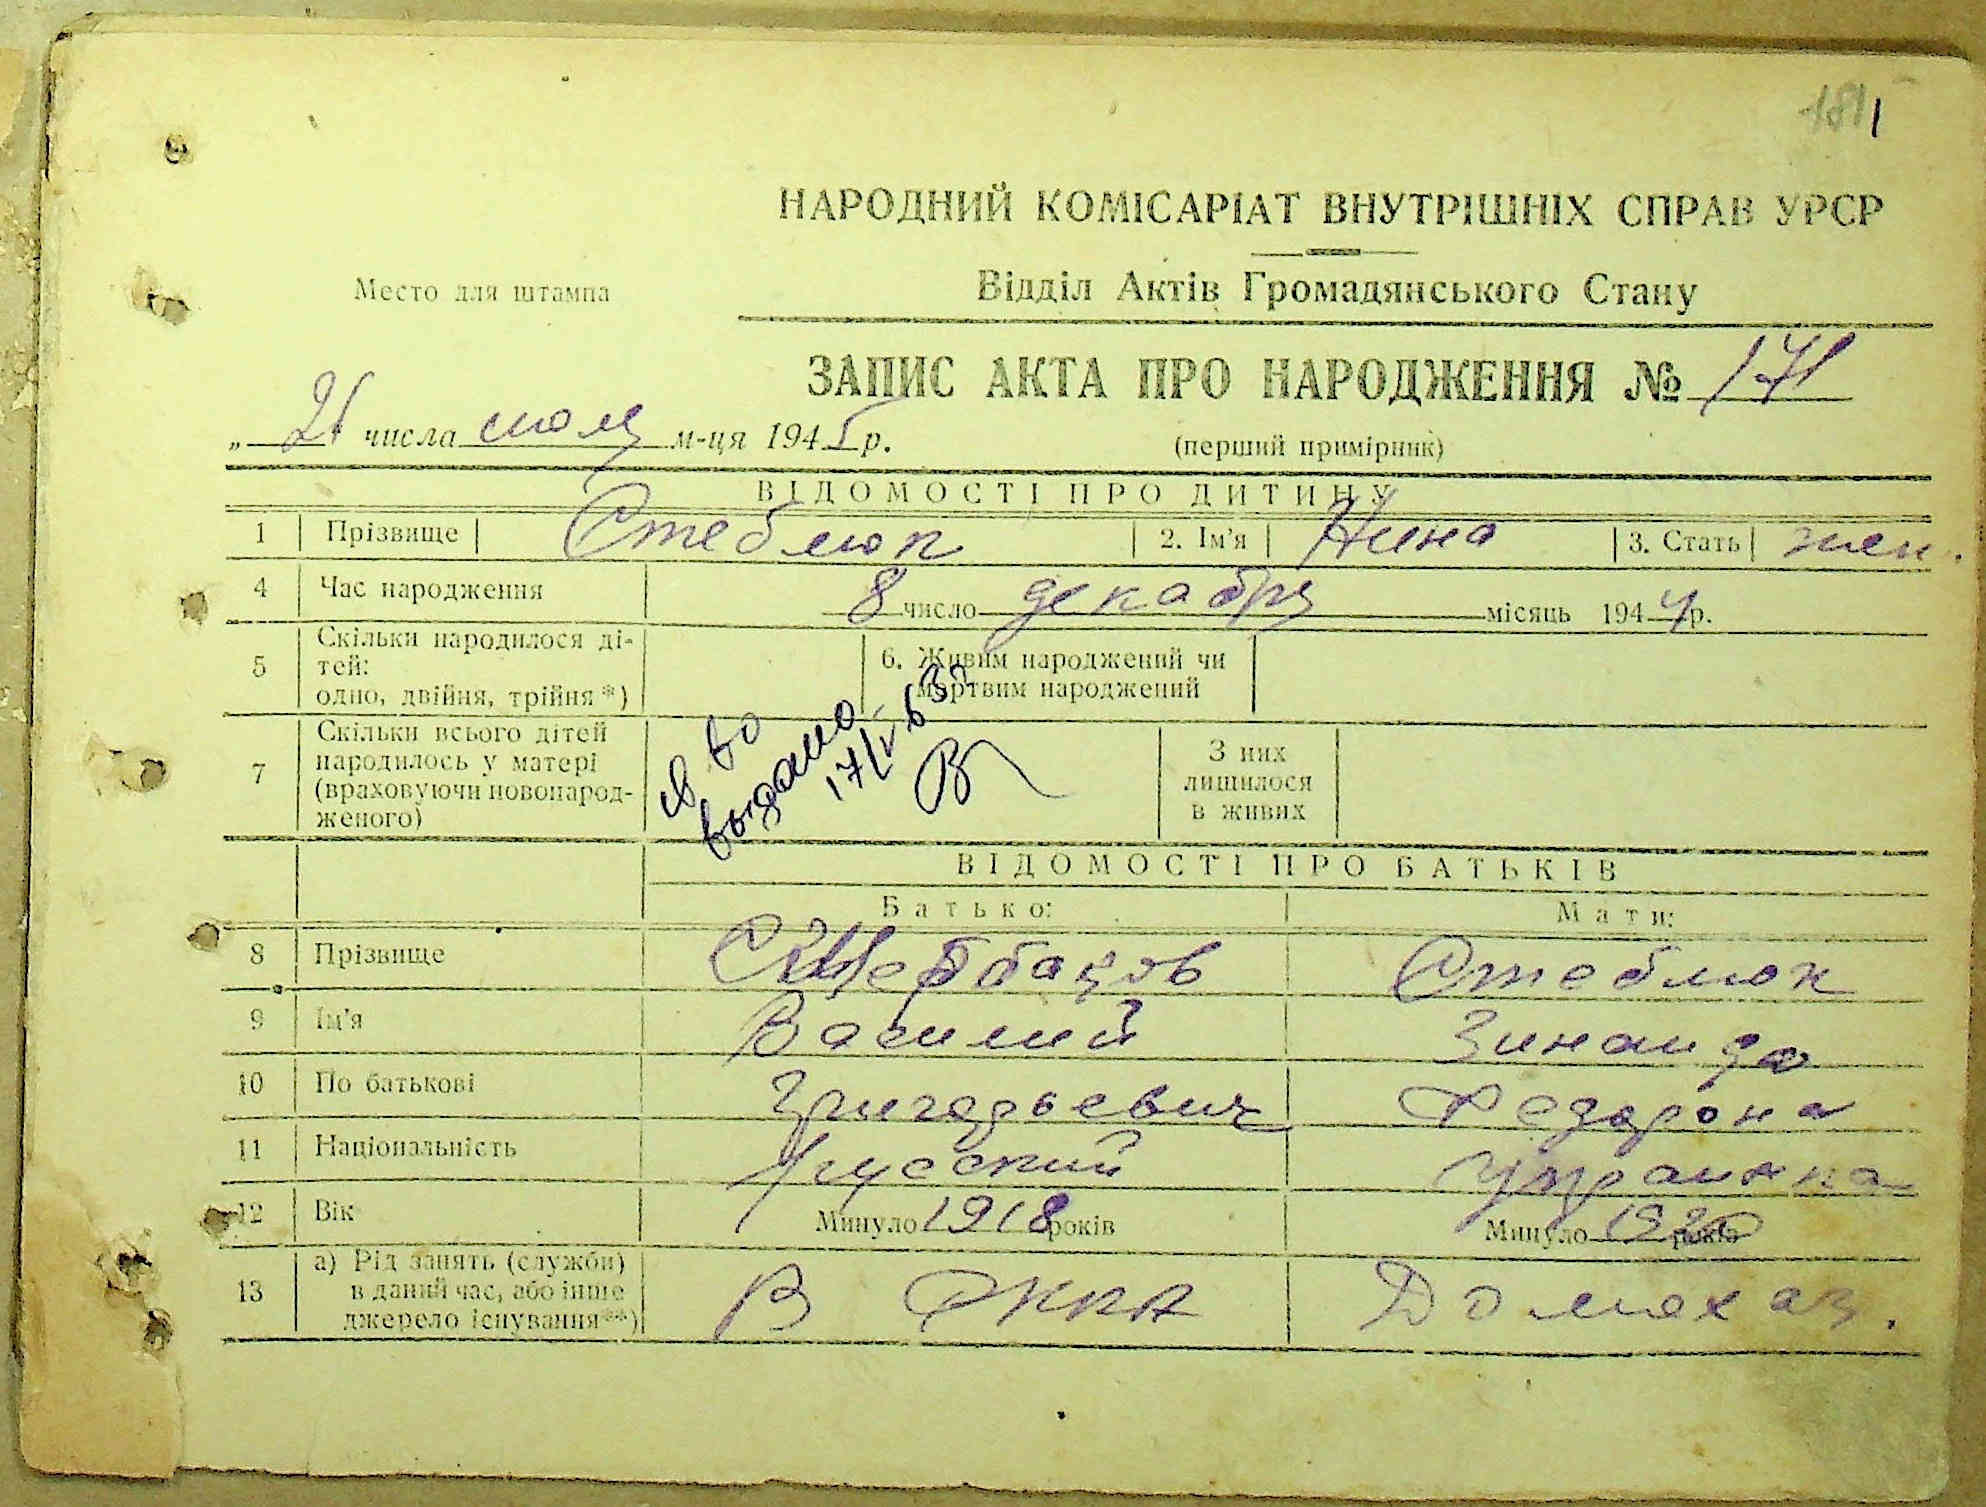 181
НАРОДНИЙ КОМІСАРІАТ ВНУТРІШНІХ СПРАВ УРСР
Место для штампа
Відділ Актів Громадянського Стану
ЗАПИС АКТА ПРО НАРОДЖЕННЯ № 171
„ 21 числа июля м-ця 1945 р.
(перший примірник)
ВІДОМОСТІ ПРО ДИТИНУ
1 Прізвище Стеблюк 2. Ім'я Нина 3. Стать жен.
4 Час народження 8 число декабря місяць 1944 р.
5 Скільки народилося ді-
тей:
одно, двійня, трійня *)
6. Живим народжений чи
мертвим народжений
7 Скільки всього дітей
народилось у матері
(враховуючи новонарод-
женого)
З них
лишилося
в живих
св во
выдано
ВІДОМОСТІ ПРО БАТЬКІВ
Батько: Мати:
8 Прізвище Щербаков Стеблюк
9 Ім'я Василий Зинаида
10 По батькові Григорьевич Федорона
11 Національність русский Украинка
12 Вік Минуло 1918 років Минуло 1920 років
13 а) Рід занять (служби)
в даний час, або інше
джерело існування**)
В РККА Домохаз.